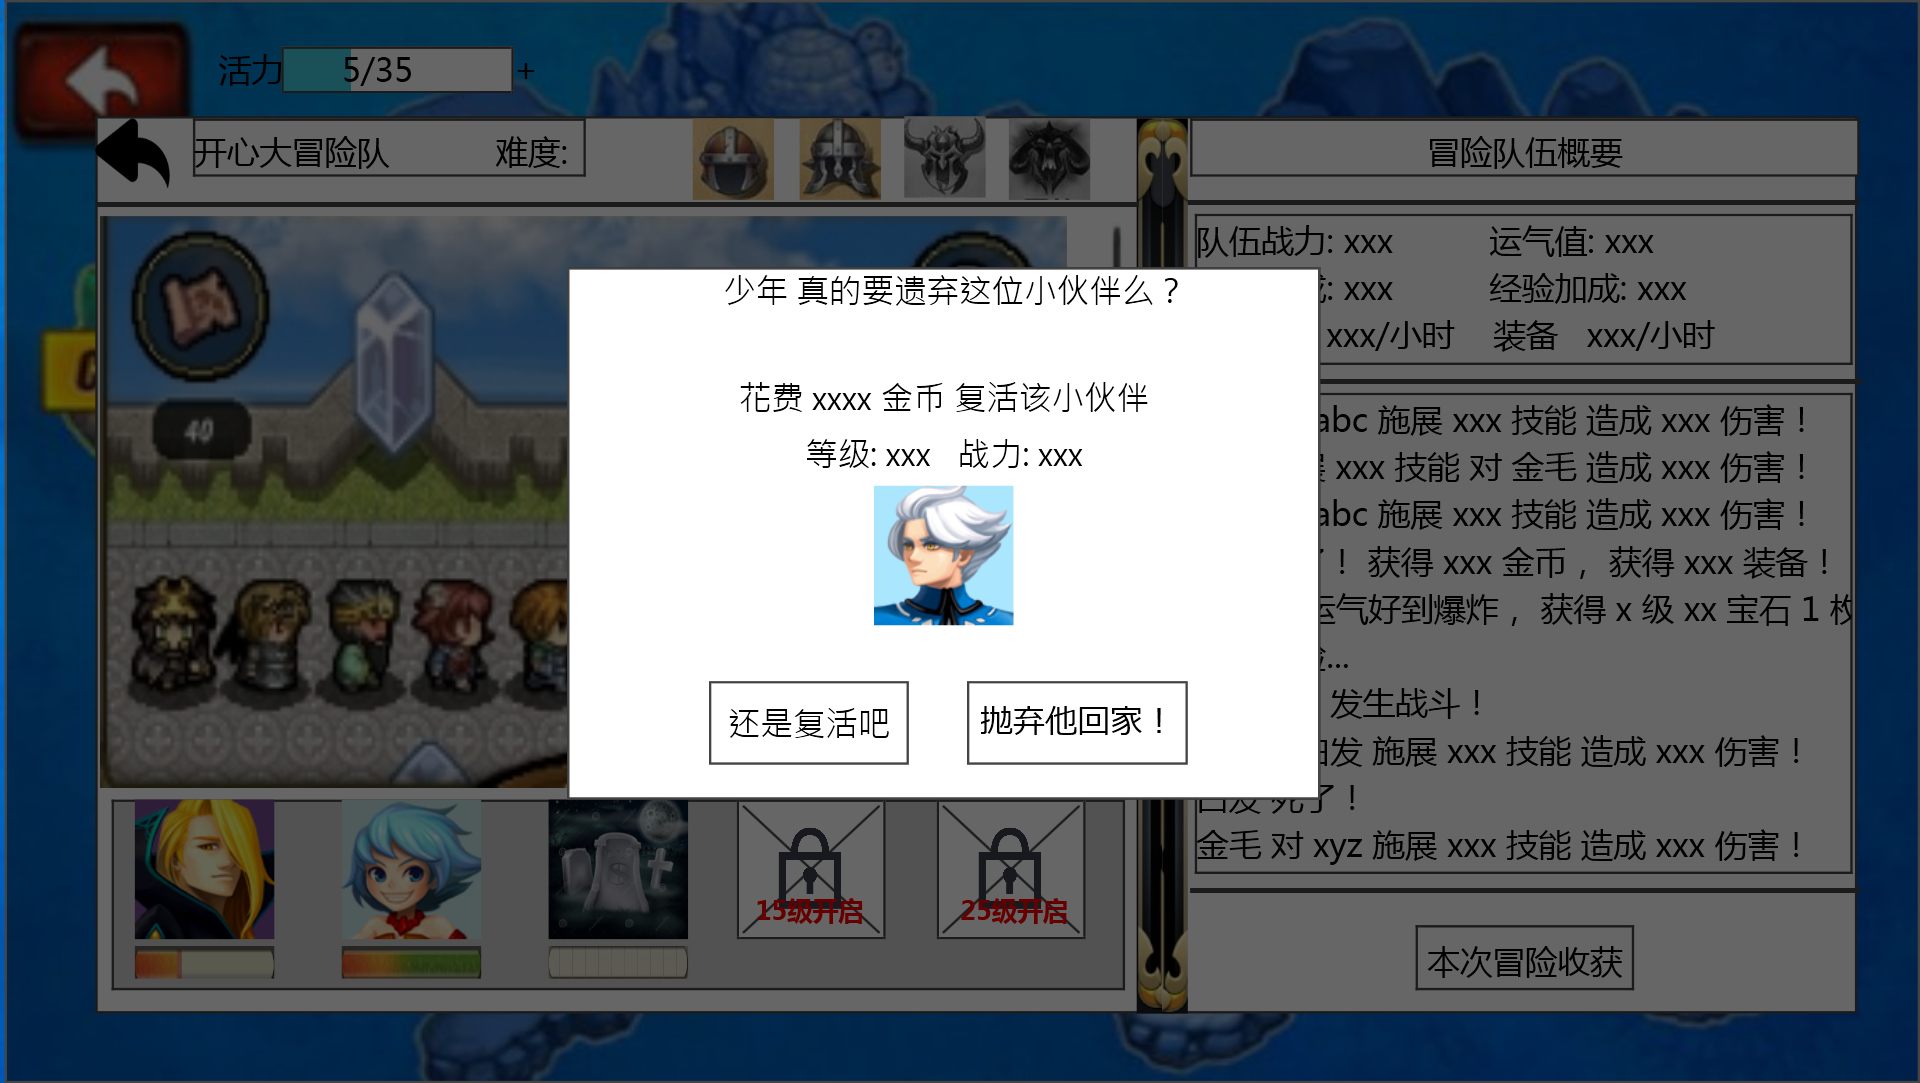 活力 5/35 +
开心大冒险队 难度:
冒险队伍概要
队伍战力: xxx 运气值: xxx
: xxx 经验加成: xxx
xxx/小时 装备 xxx/小时
40
少年 真的要遗弃这位小伙伴么？
花费 xxxx 金币 复活该小伙伴
等级: xxx 战力: xxx
还是复活吧
抛弃他回家！
abc 施展 xxx 技能 造成 xxx 伤害！
xxx 技能 对 金毛 造成 xxx 伤害！
abc 施展 xxx 技能 造成 xxx 伤害！
！ 获得 xxx 金币， 获得 xxx 装备！
运气好到爆炸， 获得 x 级 xx 宝石 1 枚
...
发生战斗！
发 施展 xxx 技能 造成 xxx 伤害！
白发 死了！
金毛 对 xyz 施展 xxx 技能 造成 xxx 伤害！
15级开启
25级开启
本次冒险收获